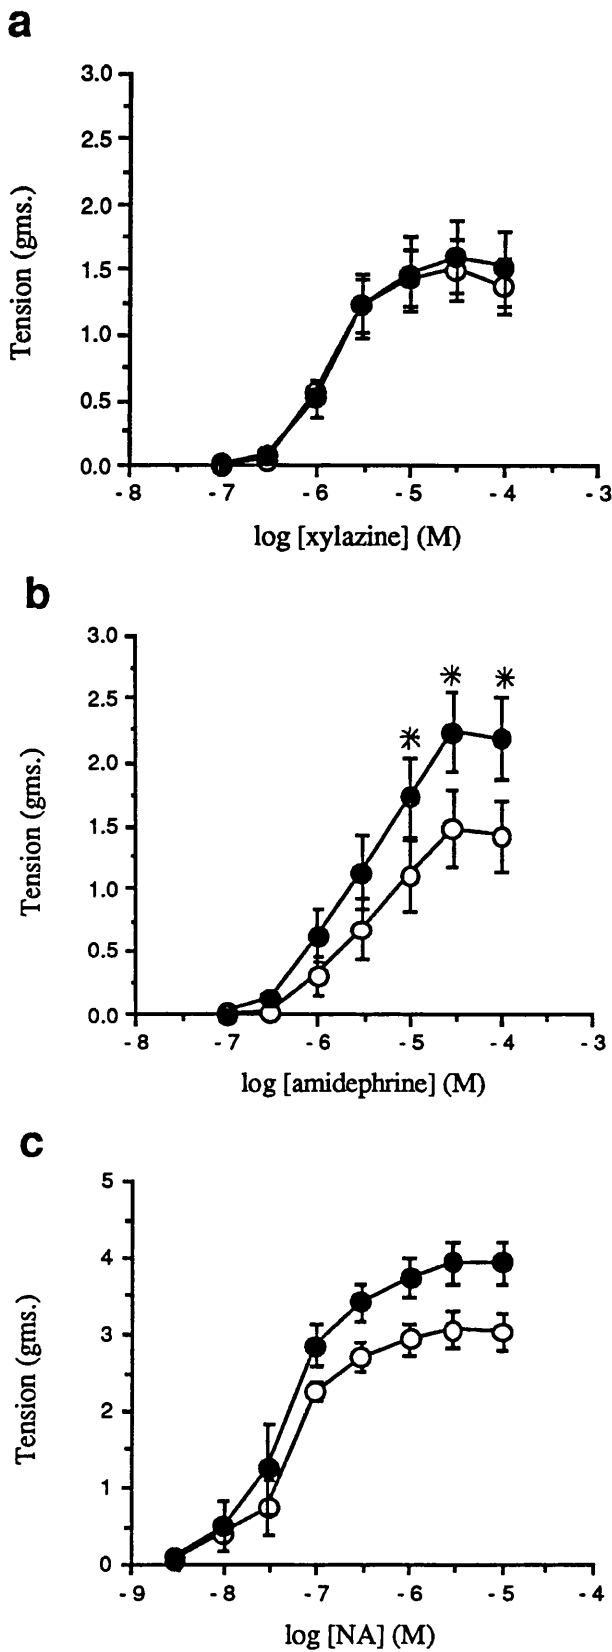 a
3.0
2.5
2.0
1.5
1.0
0.5
0.0
Tension (gms.)
-8 -7 -6 -5 -4 -3
log [xylazine] (M)
b
3.0
2.5
2.0
1.5
1.0
0.5
0.0
Tension (gms.)
* * *
-8 -7 -6 -5 -4 -3
log [amidephrine] (M)
c
5
4
3
2
1
0
Tension (gms.)
-9 -8 -7 -6 -5 -4
log [NA] (M)